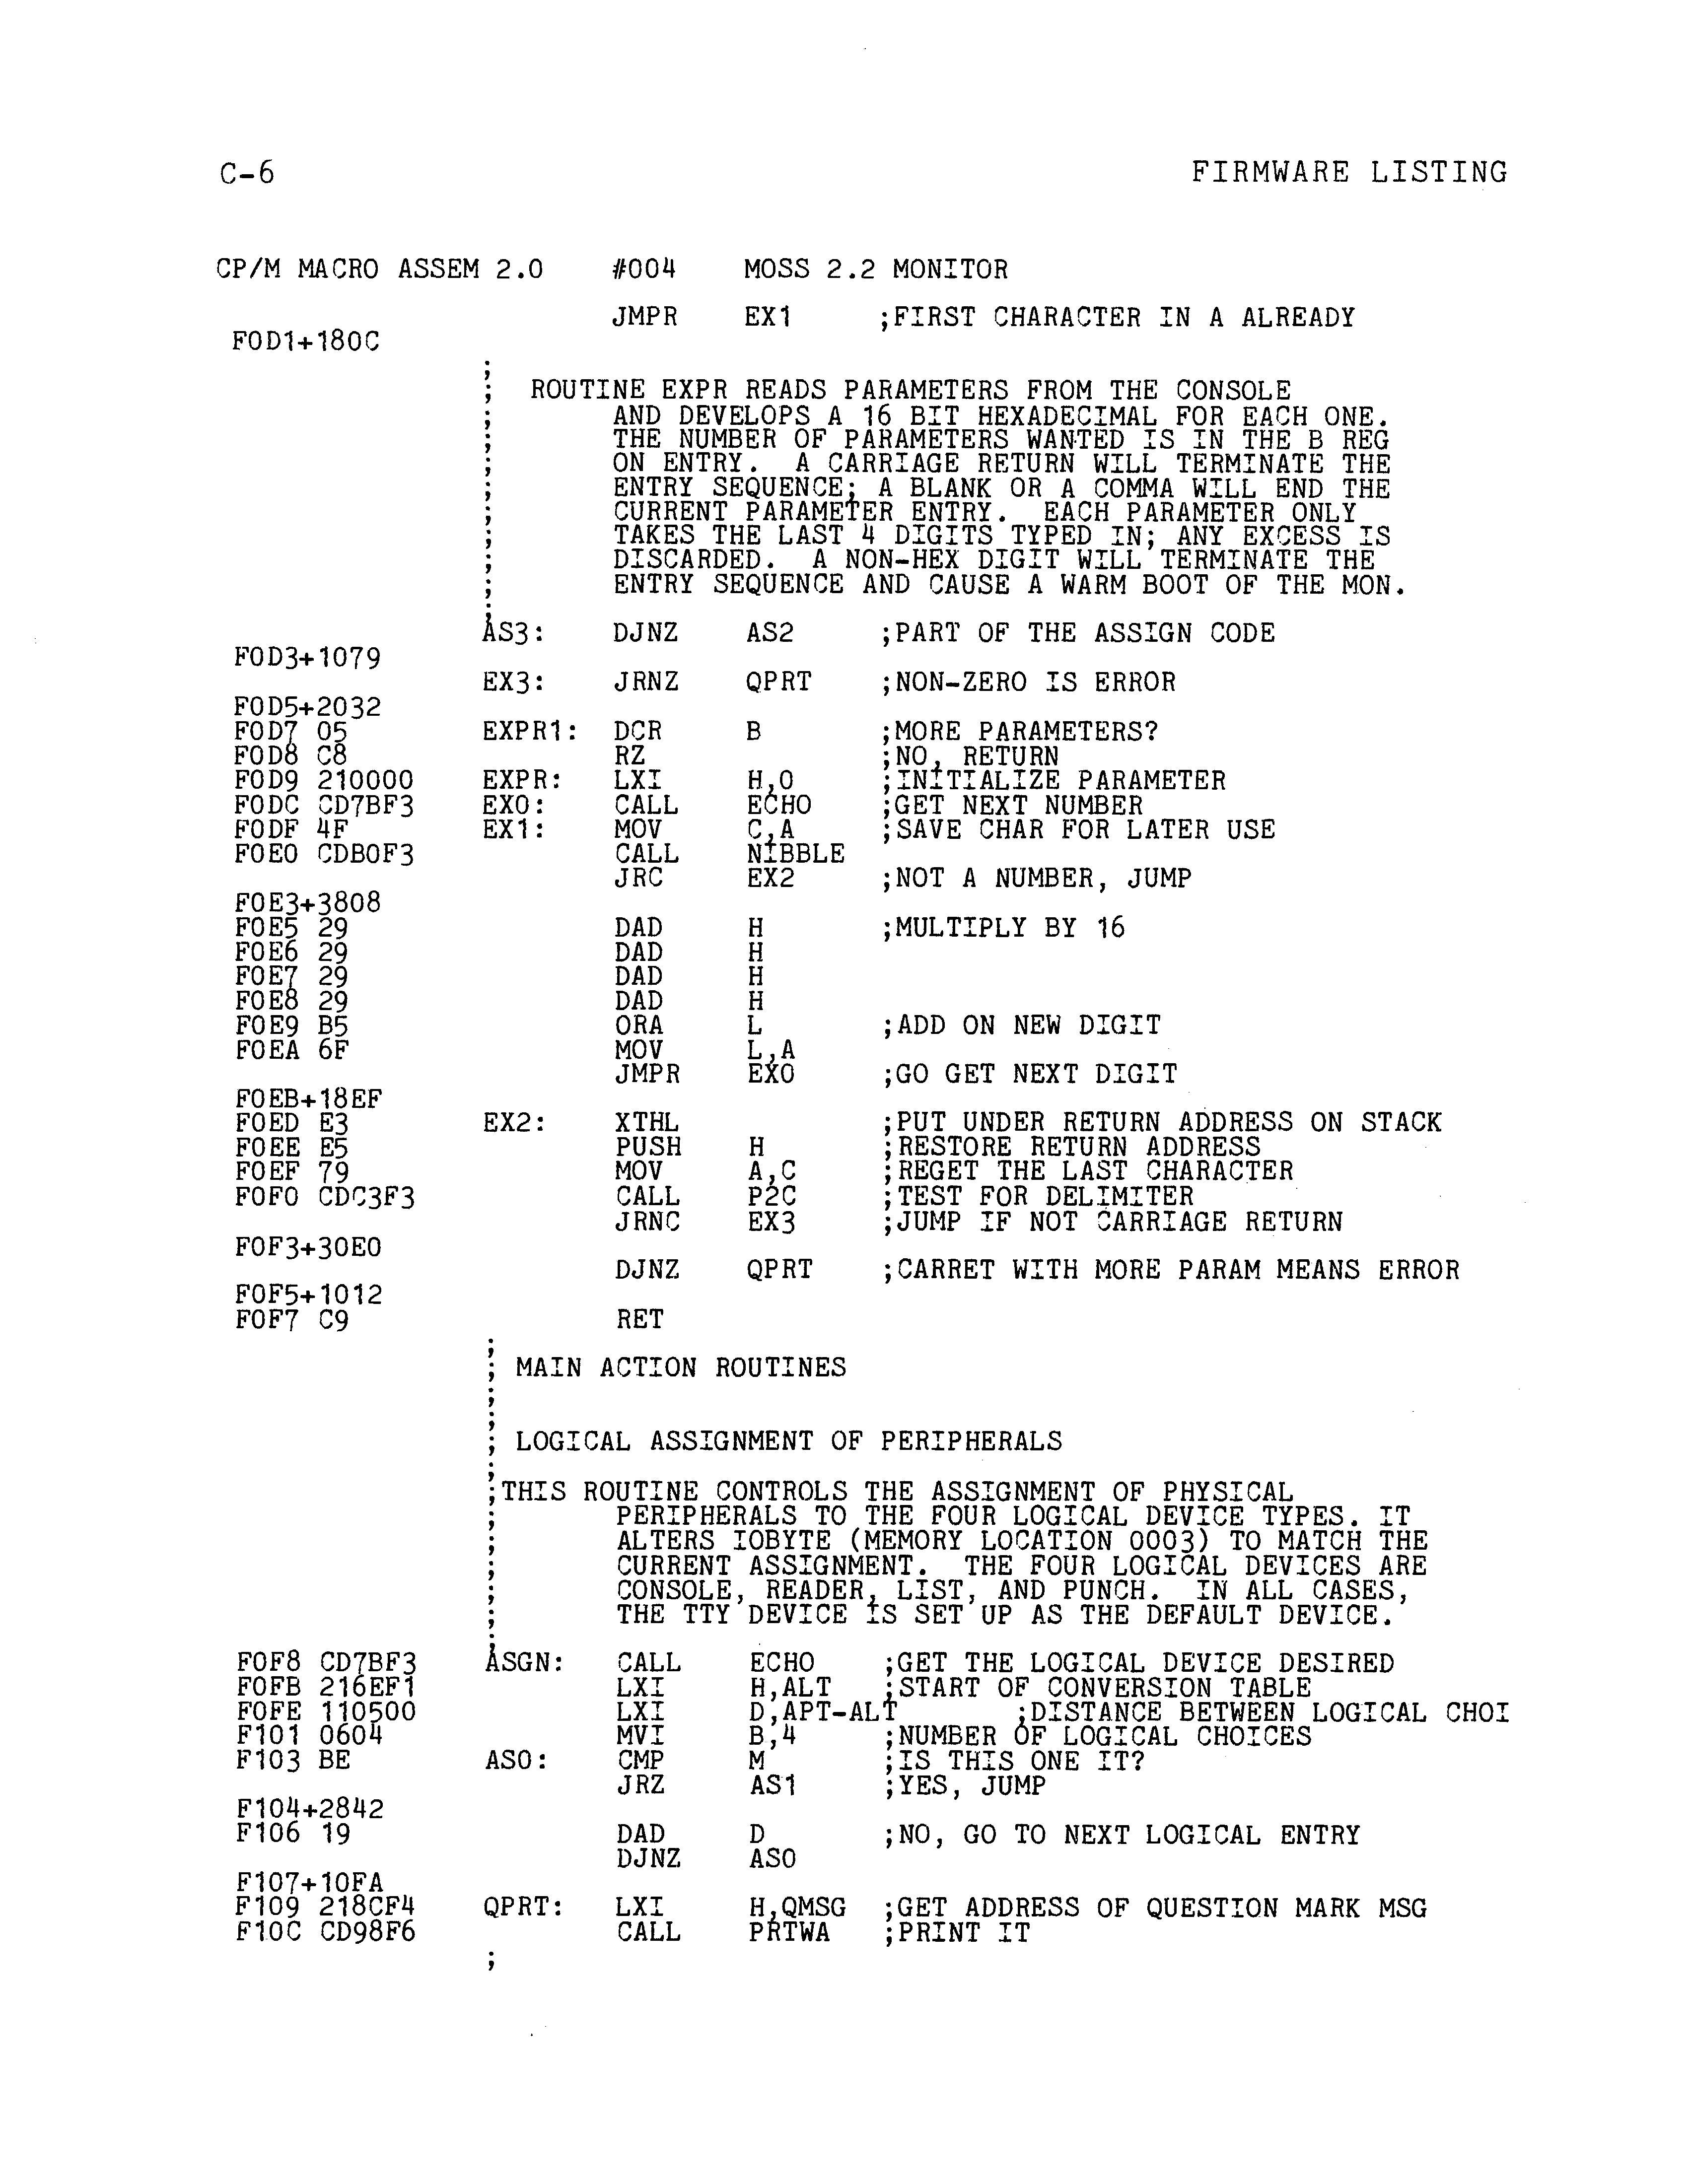 C-6 FIRMWARE LISTING
CP/M MACRO ASSEM 2.0 #004 MOSS 2.2 MONITOR
JMPR EX1 ;FIRST CHARACTER IN A ALREADY
F0D1+180C
;
; ROUTINE EXPR READS PARAMETERS FROM THE CONSOLE
; AND DEVELOPS A 16 BIT HEXADECIMAL FOR EACH ONE.
; THE NUMBER OF PARAMETERS WANTED IS IN THE B REG
; ON ENTRY. A CARRIAGE RETURN WILL TERMINATE THE
; ENTRY SEQUENCE; A BLANK OR A COMMA WILL END THE
; CURRENT PARAMETER ENTRY. EACH PARAMETER ONLY
; TAKES THE LAST 4 DIGITS TYPED IN; ANY EXCESS IS
; DISCARDED. A NON-HEX DIGIT WILL TERMINATE THE
; ENTRY SEQUENCE AND CAUSE A WARM BOOT OF THE MON.
;
AS3: DJNZ AS2 ;PART OF THE ASSIGN CODE
F0D3+1079
EX3: JRNZ QPRT ;NON-ZERO IS ERROR
F0D5+2032
F0D7 05 EXPR1: DCR B ;MORE PARAMETERS?
F0D8 C8 RZ ;NO, RETURN
F0D9 210000 EXPR: LXI H,0 ;INITIALIZE PARAMETER
F0DC CD7BF3 EX0: CALL ECHO ;GET NEXT NUMBER
F0DF 4F EX1: MOV C,A ;SAVE CHAR FOR LATER USE
F0E0 CDB0F3 CALL NIBBLE
JRC EX2 ;NOT A NUMBER, JUMP
F0E3+3808
F0E5 29 DAD H ;MULTIPLY BY 16
F0E6 29 DAD H
F0E7 29 DAD H
F0E8 29 DAD H
F0E9 B5 ORA L ;ADD ON NEW DIGIT
F0EA 6F MOV L,A
JMPR EX0 ;GO GET NEXT DIGIT
F0EB+18EF
F0ED E3 EX2: XTHL ;PUT UNDER RETURN ADDRESS ON STACK
F0EE E5 PUSH H ;RESTORE RETURN ADDRESS
F0EF 79 MOV A,C ;REGET THE LAST CHARACTER
F0F0 CDC3F3 CALL P2C ;TEST FOR DELIMITER
JRNC EX3 ;JUMP IF NOT CARRIAGE RETURN
F0F3+30E0
DJNZ QPRT ;CARRET WITH MORE PARAM MEANS ERROR
F0F5+1012
F0F7 C9 RET
;
; MAIN ACTION ROUTINES
;
;
; LOGICAL ASSIGNMENT OF PERIPHERALS
;
;THIS ROUTINE CONTROLS THE ASSIGNMENT OF PHYSICAL
; PERIPHERALS TO THE FOUR LOGICAL DEVICE TYPES. IT
; ALTERS IOBYTE (MEMORY LOCATION 0003) TO MATCH THE
; CURRENT ASSIGNMENT. THE FOUR LOGICAL DEVICES ARE
; CONSOLE, READER, LIST, AND PUNCH. IN ALL CASES,
; THE TTY DEVICE IS SET UP AS THE DEFAULT DEVICE.
;
F0F8 CD7BF3 ASGN: CALL ECHO ;GET THE LOGICAL DEVICE DESIRED
F0FB 216EF1 LXI H,ALT ;START OF CONVERSION TABLE
F0FE 110500 LXI D,APT-ALT ;DISTANCE BETWEEN LOGICAL CHOI
F101 0604 MVI B,4 ;NUMBER OF LOGICAL CHOICES
F103 BE AS0: CMP M ;IS THIS ONE IT?
JRZ AS1 ;YES, JUMP
F104+2842
F106 19 DAD D ;NO, GO TO NEXT LOGICAL ENTRY
DJNZ AS0
F107+10FA
F109 218CF4 QPRT: LXI H,QMSG ;GET ADDRESS OF QUESTION MARK MSG
F10C CD98F6 CALL PRTWA ;PRINT IT
;